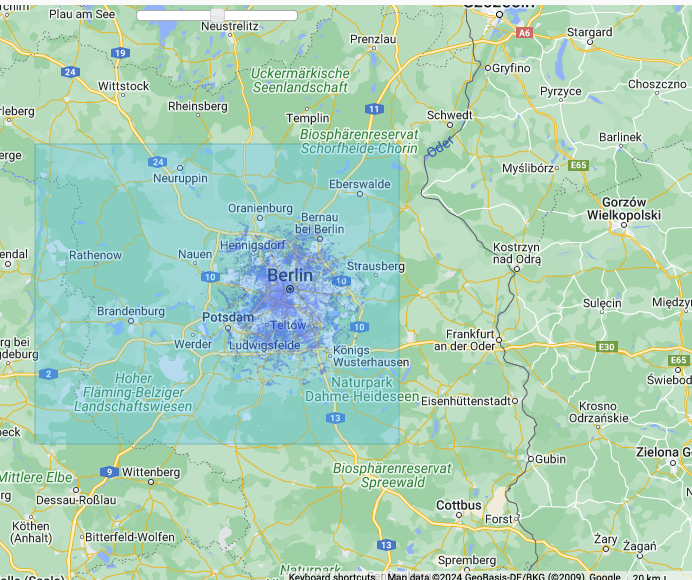 Plau am See
Neustrelitz
Szczecin
A6
Stargard
19
Prenzlau
24
Gryfino
Wittstock
Uckermärkische
Seenlandschaft
Pyrzyce
Choszczno
Rheinsberg
11
Templin
Schwedt
Biosphärenreservat
Schorfheide-Chorin
Barlinek
Oder
24
Neuruppin
Myślibórz
E65
Eberswalde
Oranienburg
Bernau
bei Berlin
Gorzów
Wielkopolski
Hennigsdorf
Rathenow
Nauen
Kostrzyn
nad Odrą
10
Berlin
10
Strausberg
Brandenburg
Potsdam
Teltow
10
Sulęcin
Werder
Ludwigsfelde
Königs
Wusterhausen
Frankfurt
an der Oder
E30
E65
2
Hoher
Fläming-Belziger
Landschaftswiesen
Naturpark
Dahme-Heideseen
Eisenhüttenstadt
Krosno
Odrzańskie
13
Gubin
9
Wittenberg
Biosphärenreservat
Spreewald
Mittlere Elbe
Dessau-Roßlau
Cottbus
Forst
Köthen
(Anhalt)
Bitterfeld-Wolfen
13
Żary
Żagań
Spremberg
Naturpark
Keyboard shortcuts
Map data ©2024 GeoBasis-DE/BKG (©2009), Google
20 km